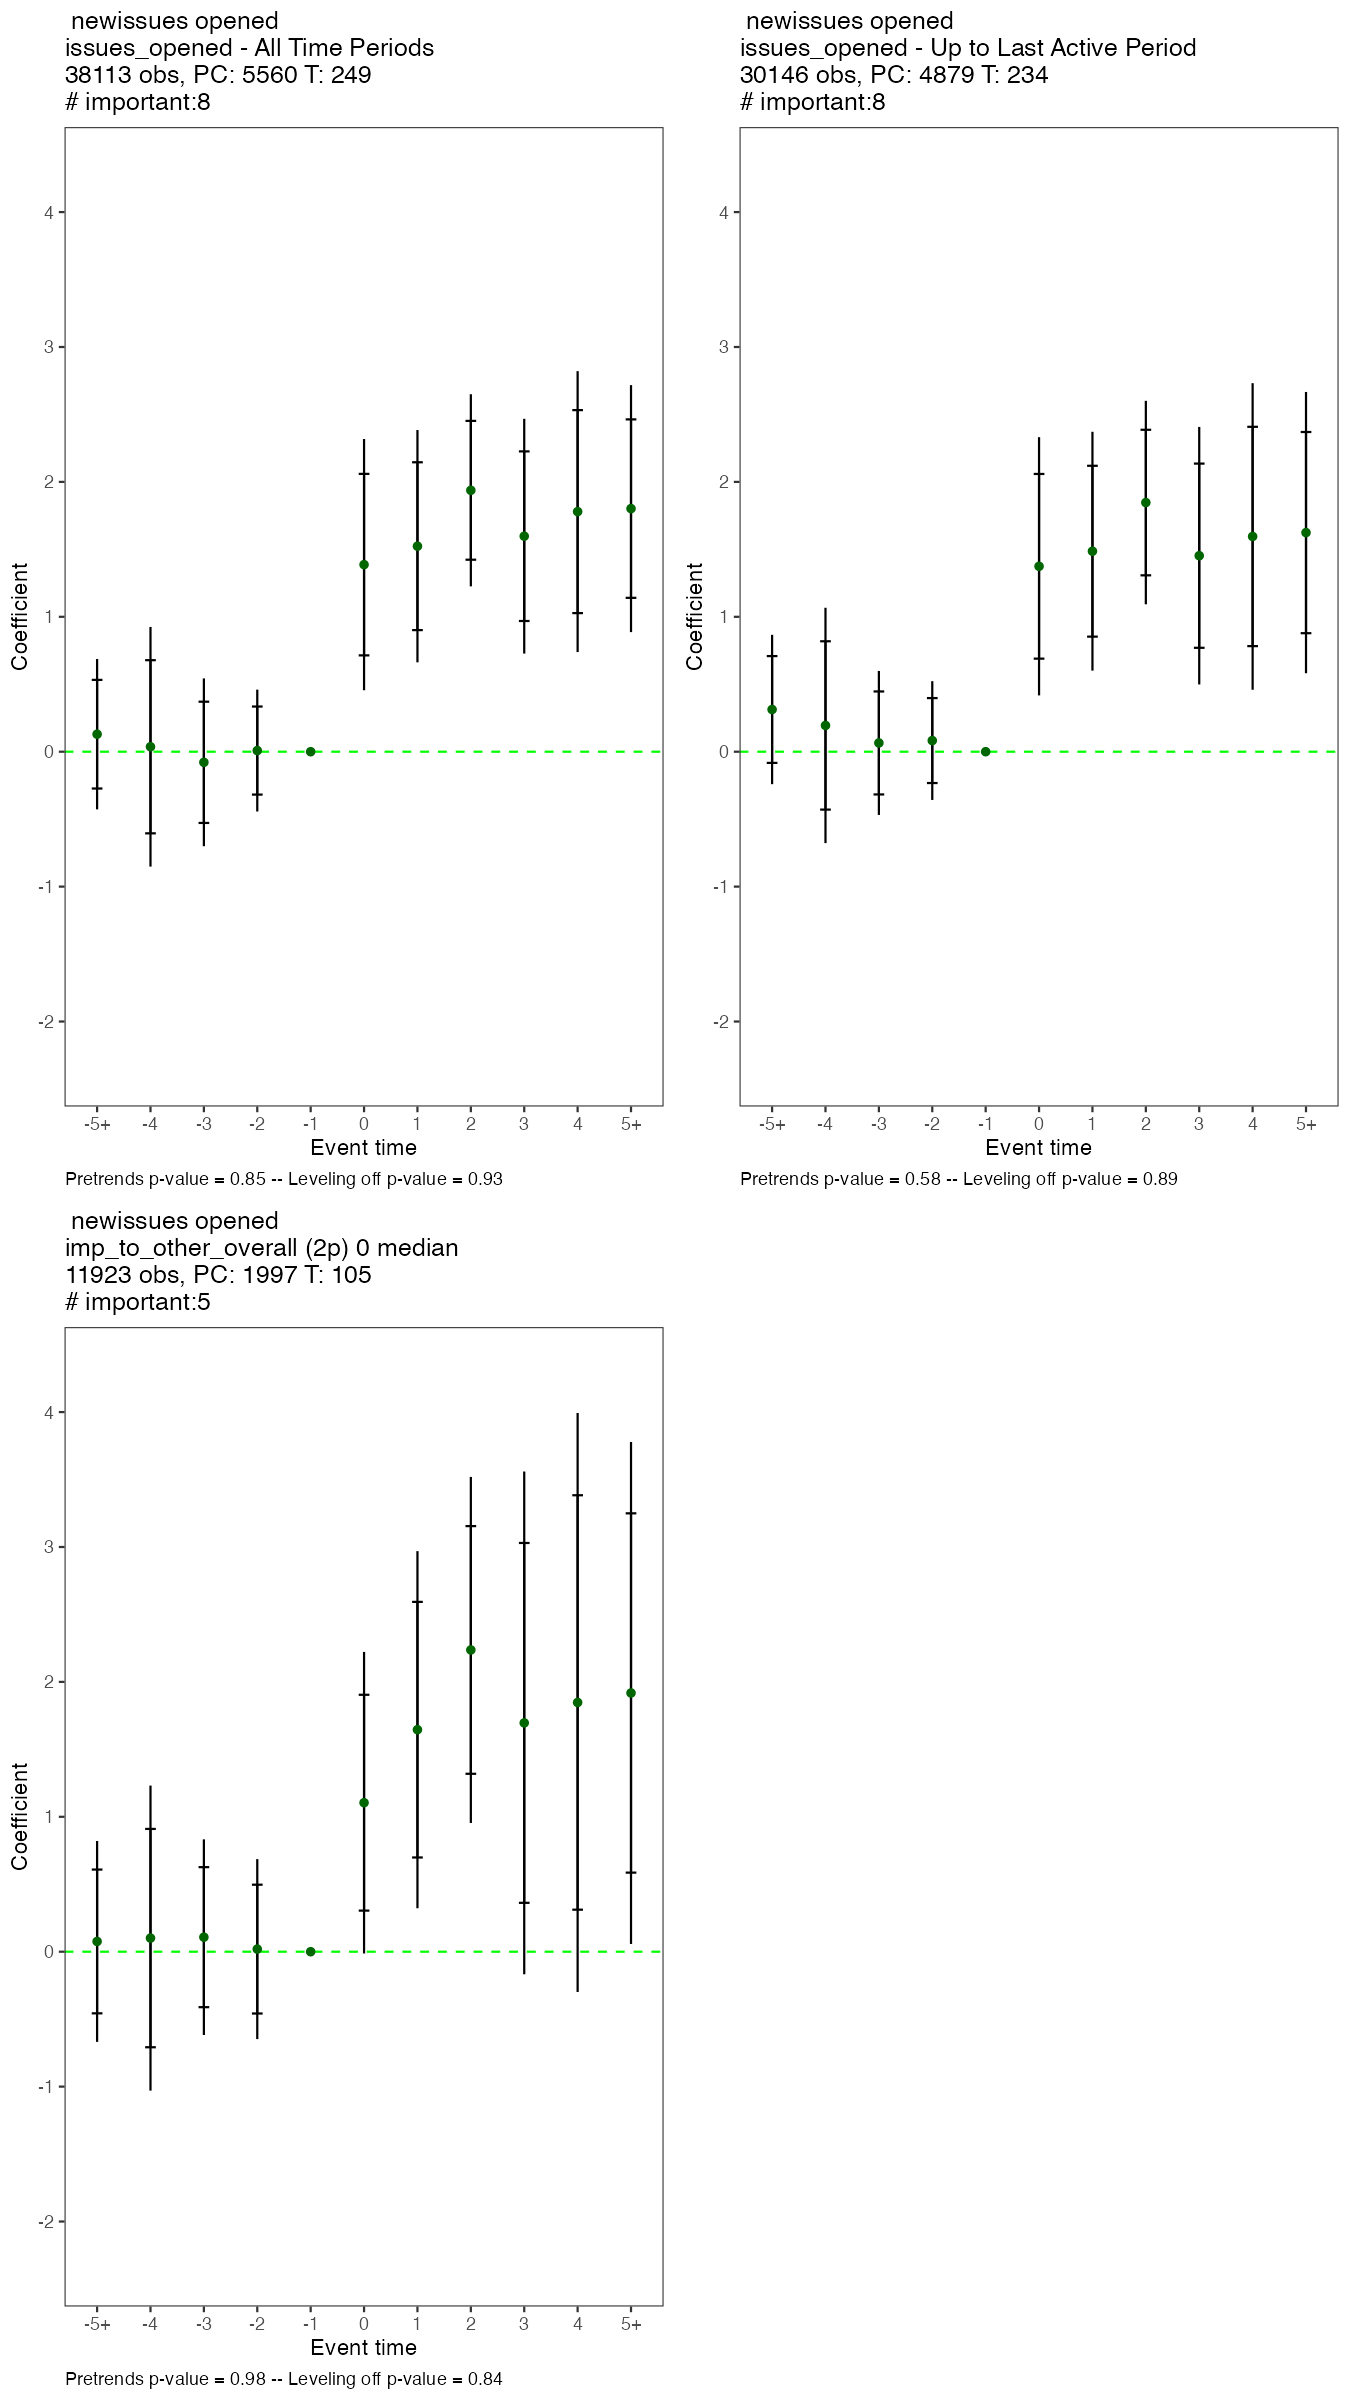 newissues opened
issues_opened - All Time Periods
38113 obs, PC: 5560 T: 249
# important:8
4
3
2
1
0
-1
-2
Coefficient
-5+ -4 -3 -2 -1 0 1 2 3 4 5+
Event time
Pretrends p-value = 0.85 -- Leveling off p-value = 0.93
newissues opened
issues_opened - Up to Last Active Period
30146 obs, PC: 4879 T: 234
# important:8
4
3
2
1
0
-1
-2
Coefficient
-5+ -4 -3 -2 -1 0 1 2 3 4 5+
Event time
Pretrends p-value = 0.58 -- Leveling off p-value = 0.89
newissues opened
imp_to_other_overall (2p) 0 median
11923 obs, PC: 1997 T: 105
# important:5
4
3
2
1
0
-1
-2
Coefficient
-5+ -4 -3 -2 -1 0 1 2 3 4 5+
Event time
Pretrends p-value = 0.98 -- Leveling off p-value = 0.84